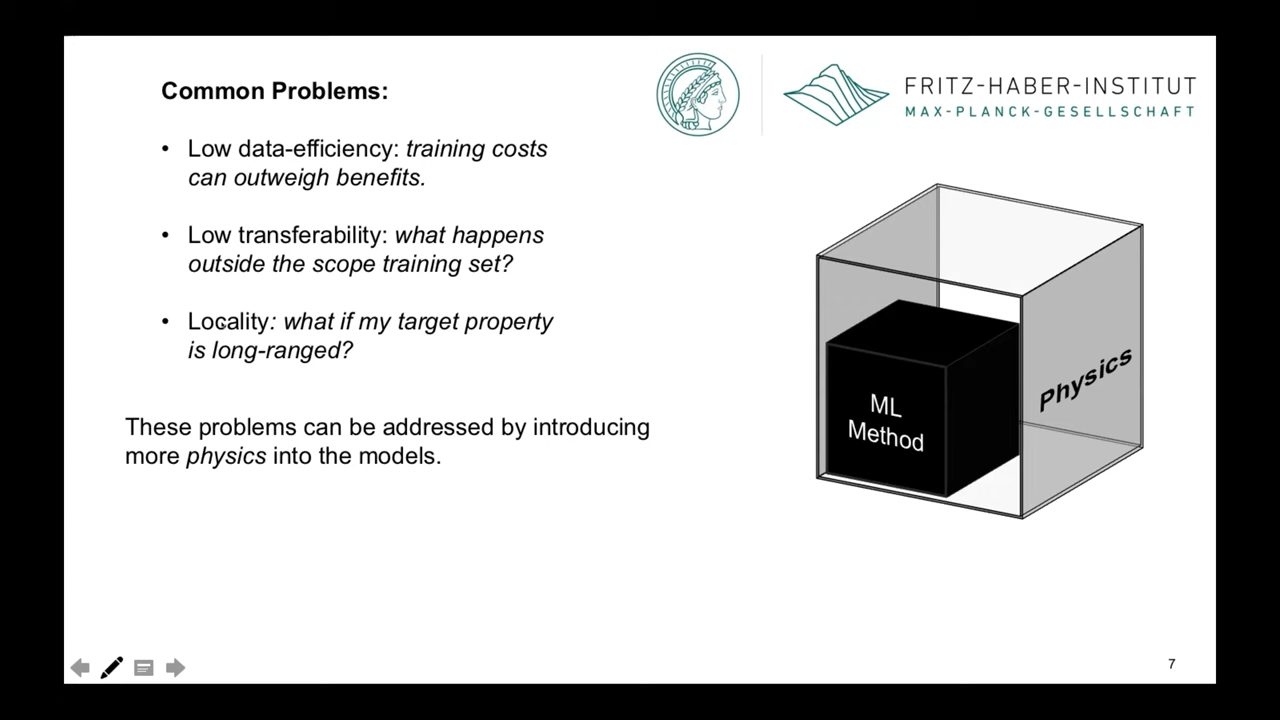 Common Problems:
FRITZ-HABER-INSTITUT
MAX-PLANCK-GESELLSCHAFT
• Low data-efficiency: training costs
can outweigh benefits.
• Low transferability: what happens
outside the scope training set?
• Locality: what if my target property
is long-ranged?
These problems can be addressed by introducing
more physics into the models.
Physics
ML
Method
7